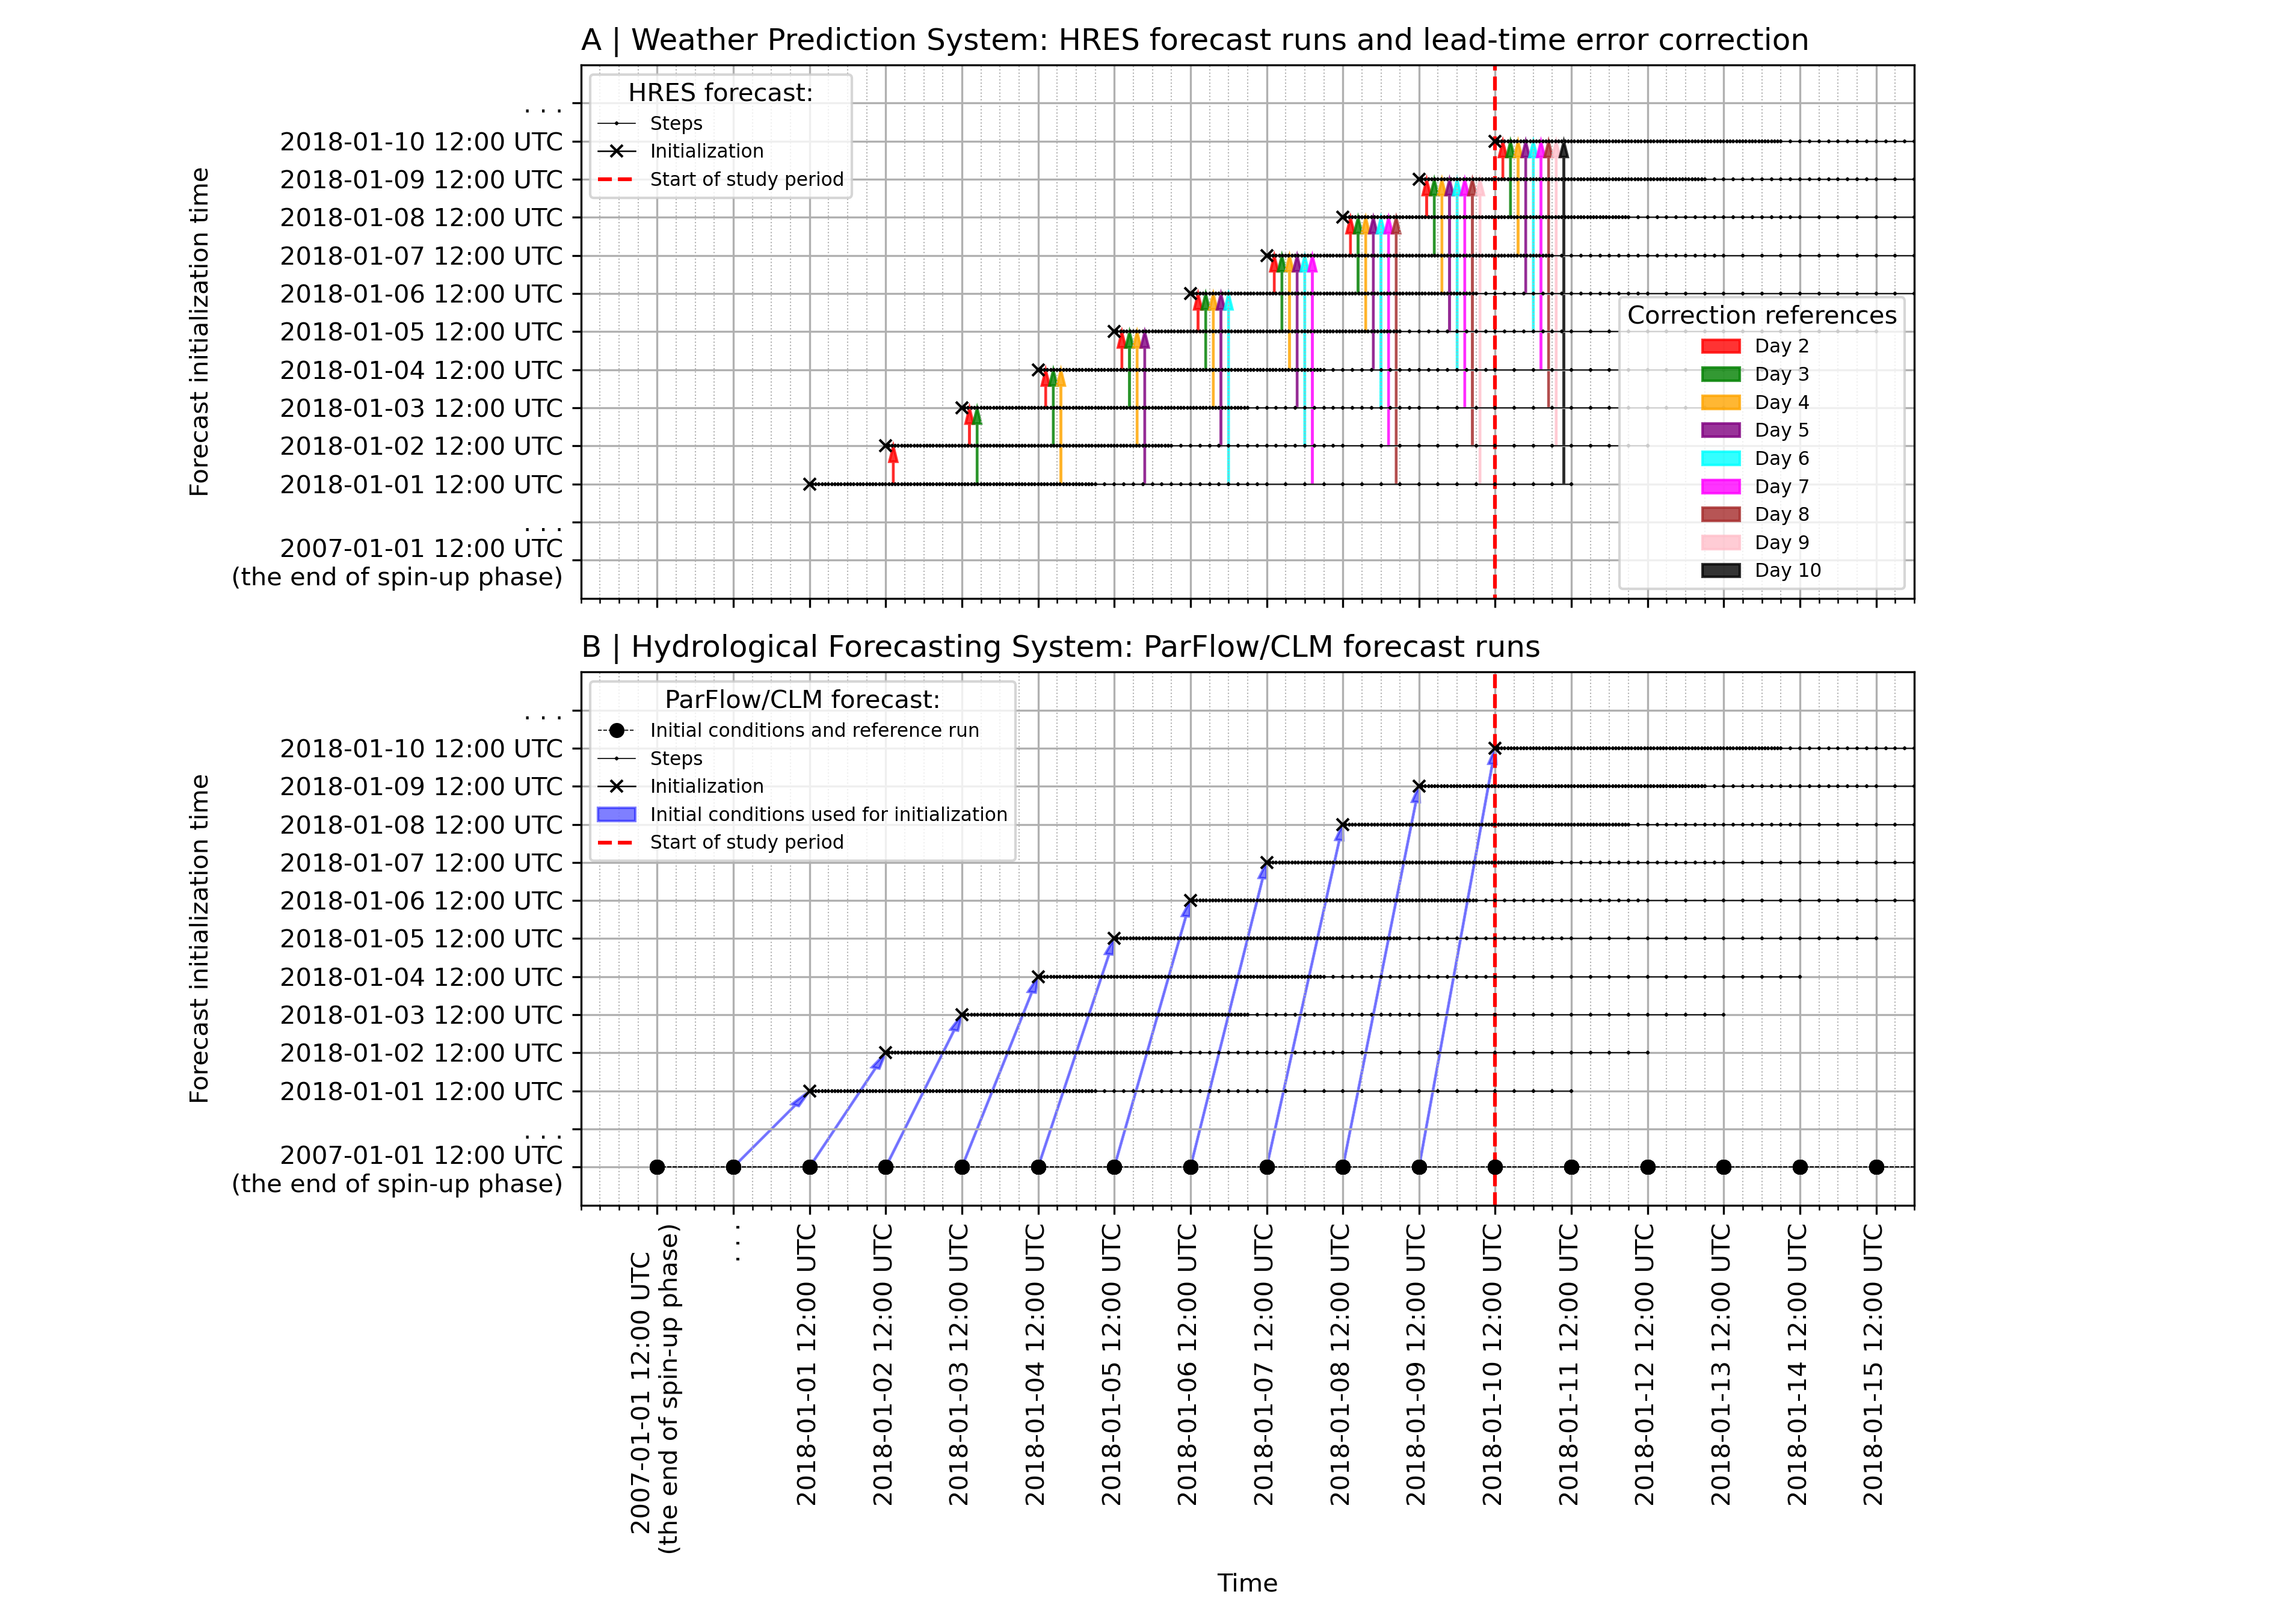 A | Weather Prediction System: HRES forecast runs and lead-time error correction
HRES forecast:
Steps
Initialization
Start of study period
Forecast initialization time
. . .
2018-01-10 12:00 UTC
2018-01-09 12:00 UTC
2018-01-08 12:00 UTC
2018-01-07 12:00 UTC
2018-01-06 12:00 UTC
2018-01-05 12:00 UTC
2018-01-04 12:00 UTC
2018-01-03 12:00 UTC
2018-01-02 12:00 UTC
2018-01-01 12:00 UTC
. . .
2007-01-01 12:00 UTC
(the end of spin-up phase)
Correction references
Day 2
Day 3
Day 4
Day 5
Day 6
Day 7
Day 8
Day 9
Day 10
B | Hydrological Forecasting System: ParFlow/CLM forecast runs
ParFlow/CLM forecast:
Initial conditions and reference run
Steps
Initialization
Initial conditions used for initialization
Start of study period
Forecast initialization time
. . .
2018-01-10 12:00 UTC
2018-01-09 12:00 UTC
2018-01-08 12:00 UTC
2018-01-07 12:00 UTC
2018-01-06 12:00 UTC
2018-01-05 12:00 UTC
2018-01-04 12:00 UTC
2018-01-03 12:00 UTC
2018-01-02 12:00 UTC
2018-01-01 12:00 UTC
. . .
2007-01-01 12:00 UTC
(the end of spin-up phase)
2007-01-01 12:00 UTC
(the end of spin-up phase)
. . .
2018-01-01 12:00 UTC
2018-01-02 12:00 UTC
2018-01-03 12:00 UTC
2018-01-04 12:00 UTC
2018-01-05 12:00 UTC
2018-01-06 12:00 UTC
2018-01-07 12:00 UTC
2018-01-08 12:00 UTC
2018-01-09 12:00 UTC
2018-01-10 12:00 UTC
2018-01-11 12:00 UTC
2018-01-12 12:00 UTC
2018-01-13 12:00 UTC
2018-01-14 12:00 UTC
2018-01-15 12:00 UTC
Time